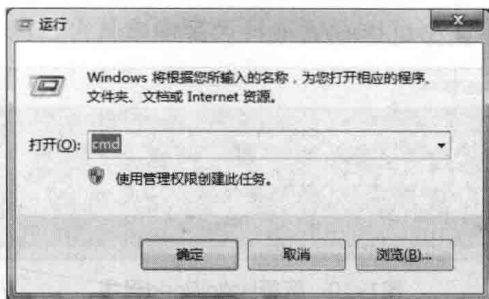 运行
Windows 将根据您所输入的名称，为您打开相应的程序、
文件夹、文档或 Internet 资源。
打开(O): cmd
使用管理权限创建此任务。
确定 取消 浏览(B)...